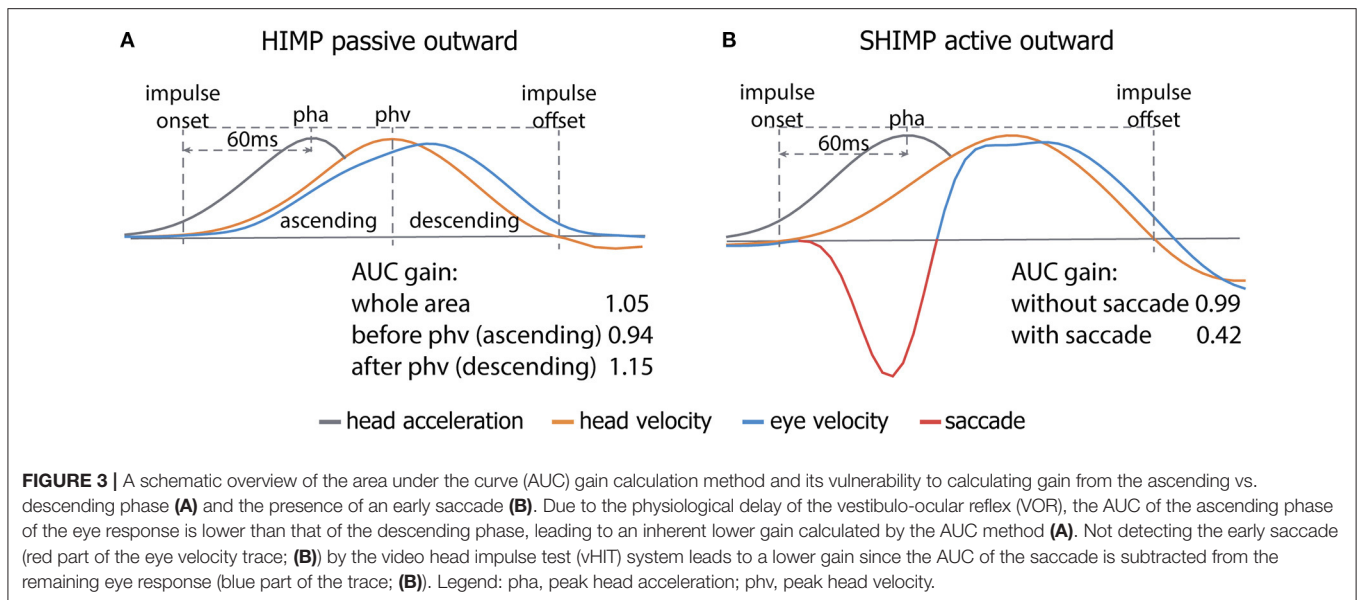 A HIMP passive outward
impulse
onset
pha
phv
impulse
offset
60ms
ascending
descending
AUC gain:
whole area 1.05
before phv (ascending) 0.94
after phv (descending) 1.15
B SHIMP active outward
impulse
onset
pha
impulse
offset
60ms
AUC gain:
without saccade 0.99
with saccade 0.42
head acceleration head velocity eye velocity saccade
FIGURE 3 | A schematic overview of the area under the curve (AUC) gain calculation method and its vulnerability to calculating gain from the ascending vs.
descending phase (A) and the presence of an early saccade (B). Due to the physiological delay of the vestibulo-ocular reflex (VOR), the AUC of the ascending phase
of the eye response is lower than that of the descending phase, leading to an inherent lower gain calculated by the AUC method (A). Not detecting the early saccade
(red part of the eye velocity trace; (B)) by the video head impulse test (vHIT) system leads to a lower gain since the AUC of the saccade is subtracted from the
remaining eye response (blue part of the trace; (B)). Legend: pha, peak head acceleration; phv, peak head velocity.